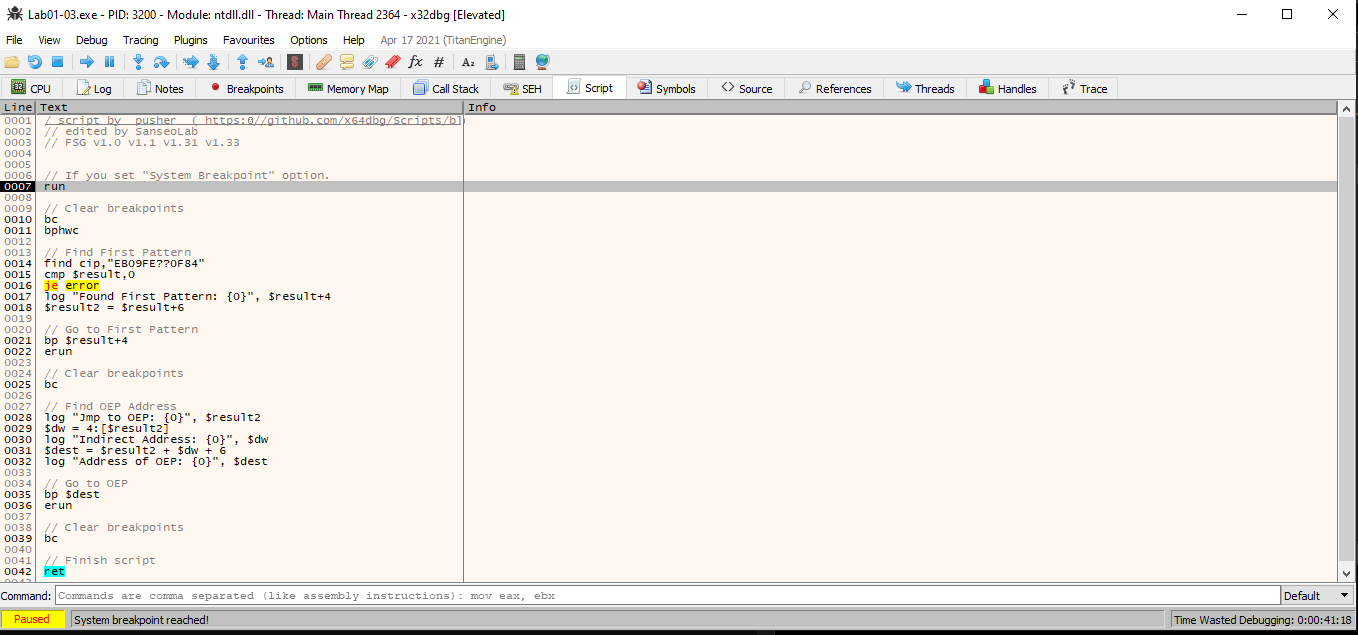 Lab01-03.exe - PID: 3200 - Module: ntdll.dll - Thread: Main Thread 2364 - x32dbg [Elevated]
File View Debug Tracing Plugins Favourites Options Help Apr 17 2021 (TitanEngine)
CPU Log Notes Breakpoints Memory Map Call Stack SEH Script Symbols Source References Threads Handles Trace
Line Text Info
0001 / script by pusher ( https:0//github.com/x64dbg/Scripts/bl
0002 // edited by SanseoLab
0003 // FSG v1.0 v1.1 v1.31 v1.33
0004
0005
0006 // If you set "System Breakpoint" option.
0007 run
0008
0009 // Clear breakpoints
0010 bc
0011 bphwc
0012
0013 // Find First Pattern
0014 find cip,"EB09FE??0F84"
0015 cmp $result,0
0016 je error
0017 log "Found First Pattern: {0}", $result+4
0018 $result2 = $result+6
0019
0020 // Go to First Pattern
0021 bp $result+4
0022 erun
0023
0024 // Clear breakpoints
0025 bc
0026
0027 // Find OEP Address
0028 log "Jmp to OEP: {0}", $result2
0029 $dw = 4:[$result2]
0030 log "Indirect Address: {0}", $dw
0031 $dest = $result2 + $dw + 6
0032 log "Address of OEP: {0}", $dest
0033
0034 // Go to OEP
0035 bp $dest
0036 erun
0037
0038 // Clear breakpoints
0039 bc
0040
0041 // Finish script
0042 ret
Command: Commands are comma separated (like assembly instructions): mov eax, ebx Default
Paused System breakpoint reached! Time Wasted Debugging: 0:00:41:18